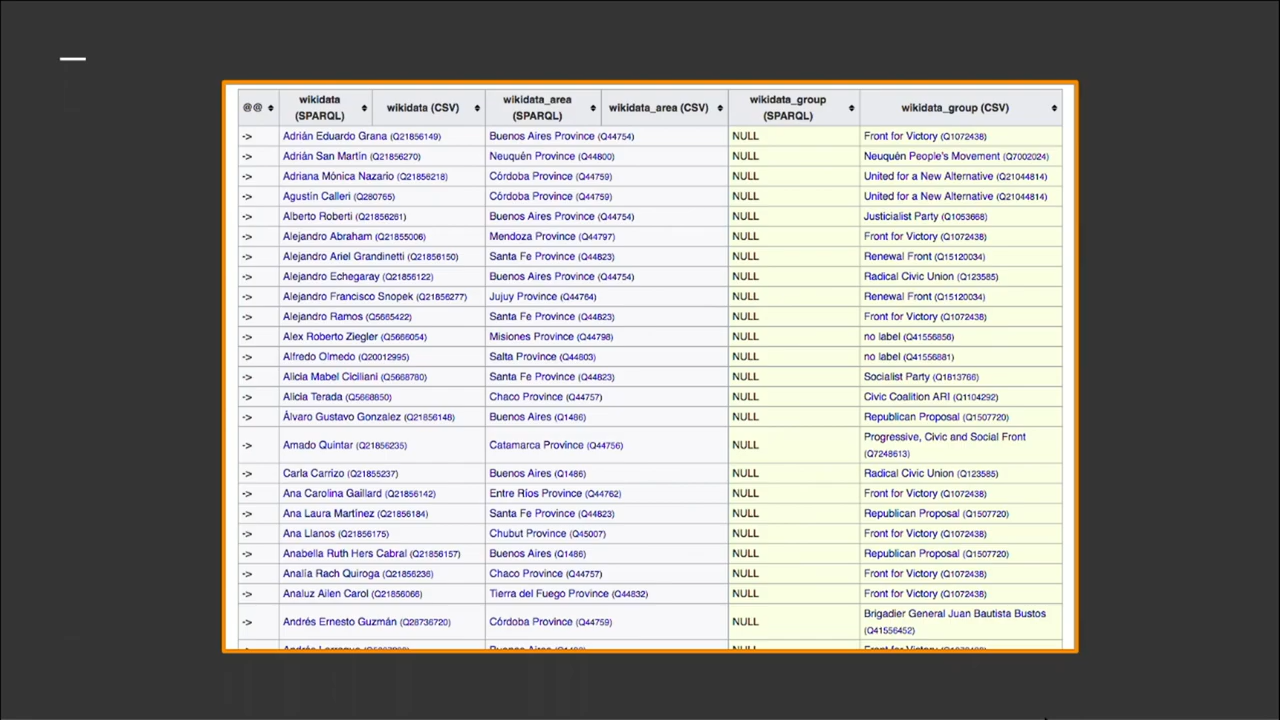 @@ wikidata (SPARQL) wikidata (CSV) wikidata_area (SPARQL) wikidata_area (CSV) wikidata_group (SPARQL) wikidata_group (CSV)
-> Adrián Eduardo Grana (Q21856149) Buenos Aires Province (Q44754) NULL Front for Victory (Q1072438)
-> Adrián San Martín (Q21856270) Neuquén Province (Q44800) NULL Neuquén People's Movement (Q7002024)
-> Adriana Mónica Nazario (Q21856218) Córdoba Province (Q44759) NULL United for a New Alternative (Q21044814)
-> Agustín Calleri (Q280765) Córdoba Province (Q44759) NULL United for a New Alternative (Q21044814)
-> Alberto Roberti (Q21856261) Buenos Aires Province (Q44754) NULL Justicialist Party (Q1053668)
-> Alejandro Abraham (Q21855006) Mendoza Province (Q44797) NULL Front for Victory (Q1072438)
-> Alejandro Ariel Grandinetti (Q21856150) Santa Fe Province (Q44823) NULL Renewal Front (Q15120034)
-> Alejandro Echegaray (Q21856122) Buenos Aires Province (Q44754) NULL Radical Civic Union (Q123585)
-> Alejandro Francisco Snopek (Q21856277) Jujuy Province (Q44764) NULL Renewal Front (Q15120034)
-> Alejandro Ramos (Q5665422) Santa Fe Province (Q44823) NULL Front for Victory (Q1072438)
-> Alex Roberto Ziegler (Q5666054) Misiones Province (Q44798) NULL no label (Q41556856)
-> Alfredo Olmedo (Q20012995) Salta Province (Q44803) NULL no label (Q41556881)
-> Alicia Mabel Ciciliani (Q5668780) Santa Fe Province (Q44823) NULL Socialist Party (Q1813766)
-> Alicia Terada (Q5668850) Chaco Province (Q44757) NULL Civic Coalition ARI (Q1104292)
-> Álvaro Gustavo Gonzalez (Q21856148) Buenos Aires (Q1486) NULL Republican Proposal (Q1507720)
-> Amado Quintar (Q21856235) Catamarca Province (Q44756) NULL Progressive, Civic and Social Front (Q7248613)
-> Carla Carrizo (Q21855237) Buenos Aires (Q1486) NULL Radical Civic Union (Q123585)
-> Ana Carolina Gaillard (Q21856142) Entre Ríos Province (Q44762) NULL Front for Victory (Q1072438)
-> Ana Laura Martinez (Q21856184) Santa Fe Province (Q44823) NULL Republican Proposal (Q1507720)
-> Ana Llanos (Q21856175) Chubut Province (Q45007) NULL Front for Victory (Q1072438)
-> Anabella Ruth Hers Cabral (Q21856157) Buenos Aires (Q1486) NULL Republican Proposal (Q1507720)
-> Analía Rach Quiroga (Q21856236) Chaco Province (Q44757) NULL Front for Victory (Q1072438)
-> Analuz Ailen Carol (Q21856066) Tierra del Fuego Province (Q44832) NULL Front for Victory (Q1072438)
-> Andrés Ernesto Guzmán (Q28736720) Córdoba Province (Q44759) NULL Brigadier General Juan Bautista Bustos (Q41556452)